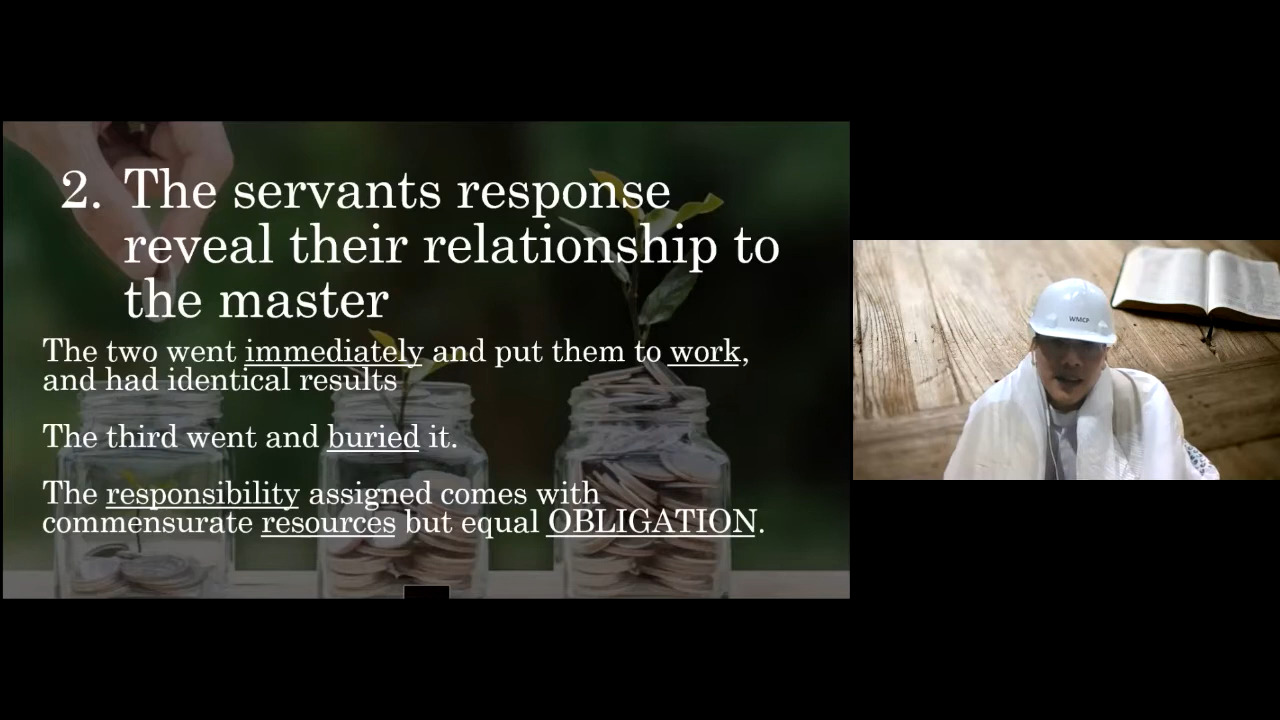 2. The servants response
reveal their relationship to
the master
The two went immediately and put them to work,
and had identical results
The third went and buried it.
The responsibility assigned comes with
commensurate resources but equal OBLIGATION.
WMCP